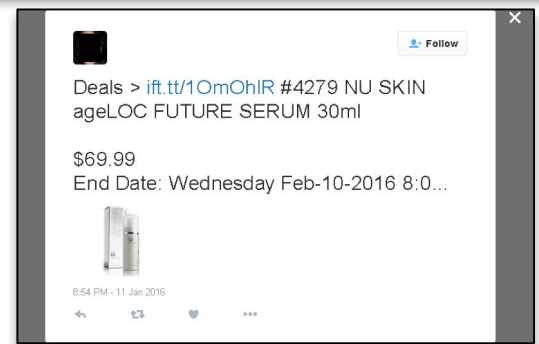 Follow
Deals > ift.tt/1OmOhIR #4279 NU SKIN
ageLOC FUTURE SERUM 30ml
$69.99
End Date: Wednesday Feb-10-2016 8:0...
8:54 PM - 11 Jan 2016